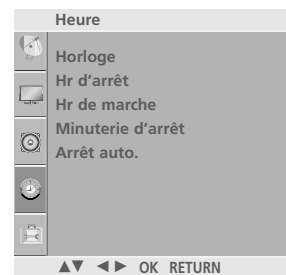 Heure
Horloge
Hr d'arrêt
Hr de marche
Minuterie d'arrêt
Arrêt auto.
▲▼ ◄► OK RETURN